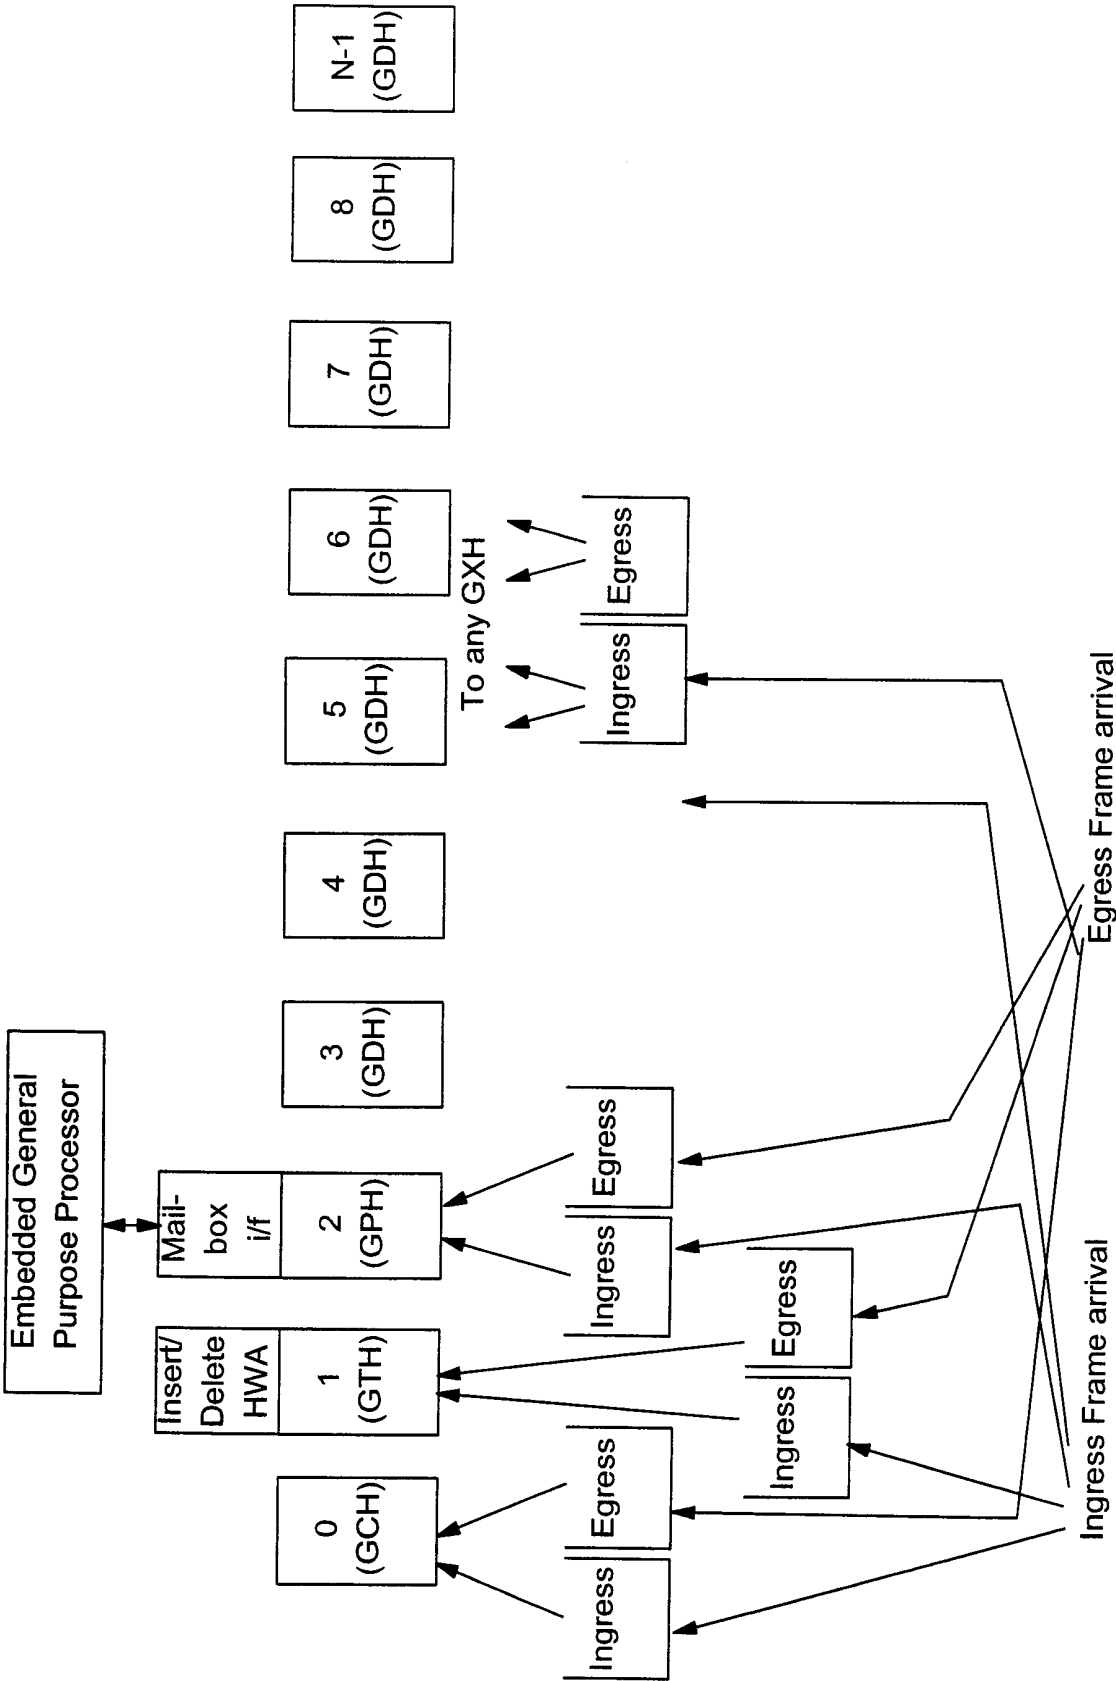 Embedded General
Purpose Processor
Insert/
Delete
HWA
Mail-
box
i/f
0
(GCH)
1
(GTH)
2
(GPH)
3
(GDH)
4
(GDH)
5
(GDH)
6
(GDH)
7
(GDH)
8
(GDH)
N-1
(GDH)
To any GXH
Ingress
Egress
Ingress
Egress
Ingress
Egress
Ingress
Egress
Ingress Frame arrival
Egress Frame arrival